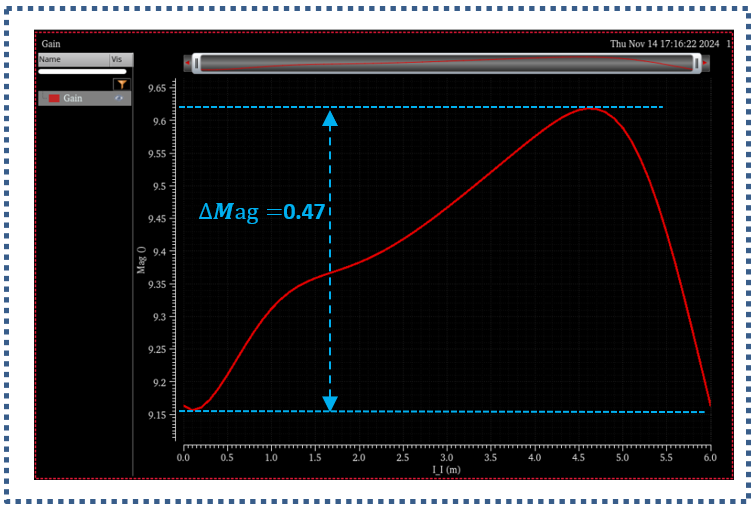 Gain
Thu Nov 14 17:16:22 2024 1
Name Vis
Gain
9.65
9.6
9.55
9.5
9.45
9.4
9.35
9.3
9.25
9.2
9.15
Mag ()
ΔMag =0.47
0.0 0.5 1.0 1.5 2.0 2.5 3.0 3.5 4.0 4.5 5.0 5.5 6.0
I_I (m)